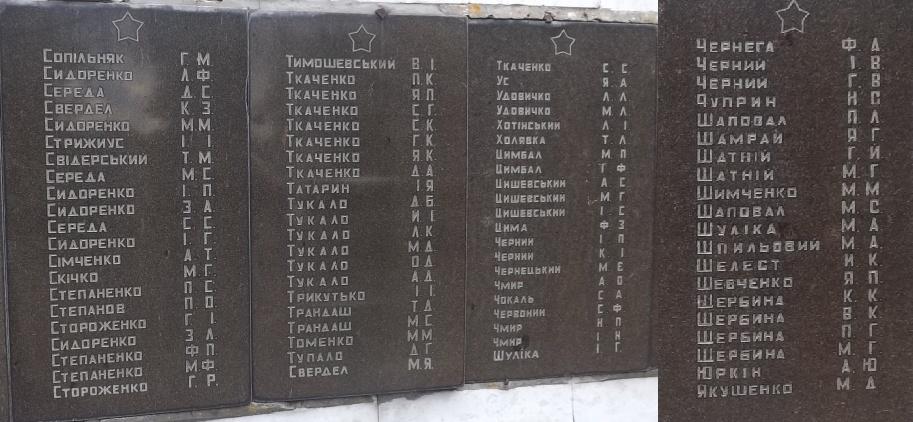 Сопільняк Г. М.
Сидоренко Л. Ф.
Середа Д. С.
Свердел К. З.
Сидоренко М. М.
Стрижиус І І
Свідерський Т. М.
Середа М. С.
Сидоренко І. П.
Сидоренко З. А.
Середа С. С.
Сидоренко І. Г.
Сімченко А. Т.
Скічко М. Г.
Степаненко П. С.
Степанов П. О.
Стороженко Г. І
Сидоренко З. Л.
Степаненко Ф П.
Степаненко М Ф
Стороженко Г. Р.
Тимошевський В. І.
Ткаченко П. К.
Ткаченко Я. П.
Ткаченко С. Г.
Ткаченко С. К.
Ткаченко Г. К.
Ткаченко Я. К.
Ткаченко Д. А
Татарин І Я
Тукало Д. Б.
Тукало И І.
Тукало Л. К
Тукало М. Д.
Тукало О. Д
Тукало А. Д
Трикутько І І.
Трандаш Т Д
Трандаш М С
Томенко М М
Тупало Д Г
Свердел М. Я.
Ткаченко С. С.
Ус Я. А
Удовичко Л. Л
Удовичко М. Л
Хотінський Л І
Холявка Т Л
Цимбал М П
Цимбал Т Ф
Цишевський А С
Цишевський М Г
Цишевський І С
Цима Ф З
Чернин І П
Чернин К І
Чернецький М Є
Чмир А О
Чокаль С А
Червоний С Ф
Чмир Н П
Чмир І Н
Шуліка І Г.
Чернега Ф. Д
Черний І. В
Черний Г. В
Чуприн Н С
Шаповал П Л
Шамрай Я Г
Шатній Г И
Шатній М. Г
Шимченко М М
Шаповал М. С
Шуліка М. А
Шпильовий М А.
Шелест И К
Шевченко Я П
Щербина К. К
Щербина В К
Щербина П Г
Щербина М Г
Юркін А. Ю
Якушенко М Д